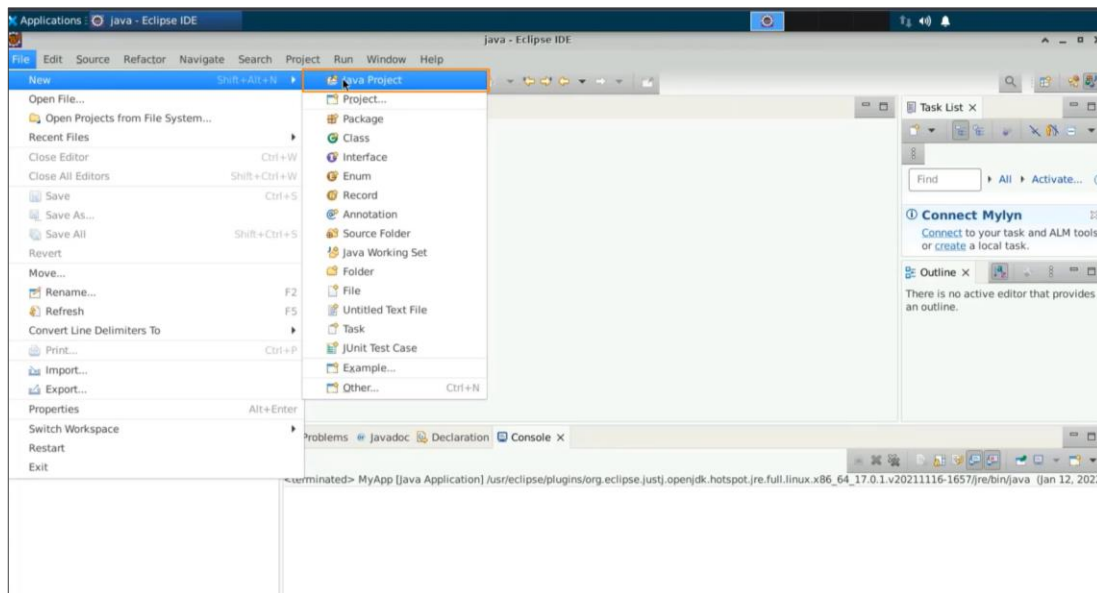 Applications : java - Eclipse IDE
java - Eclipse IDE
File Edit Source Refactor Navigate Search Project Run Window Help
New Shift+Alt+N
Open File...
Open Projects from File System...
Recent Files
Close Editor Ctrl+W
Close All Editors Shift+Ctrl+W
Save Ctrl+S
Save As...
Save All Shift+Ctrl+S
Revert
Move...
Rename... F2
Refresh F5
Convert Line Delimiters To
Print... Ctrl+P
Import...
Export...
Properties Alt+Enter
Switch Workspace
Restart
Exit
Java Project
Project...
Package
Class
Interface
Enum
Record
Annotation
Source Folder
Java Working Set
Folder
File
Untitled Text File
Task
JUnit Test Case
Example...
Other... Ctrl+N
Task List
Find All Activate...
Connect Mylyn
Connect to your task and ALM tools
or create a local task.
Outline
There is no active editor that provides
an outline.
Problems Javadoc Declaration Console
<terminated> MyApp [Java Application] /usr/eclipse/plugins/org.eclipse.justj.openjdk.hotspot.jre.full.linux.x86_64_17.0.1.v20211116-1657/jre/bin/java (Jan 12, 202